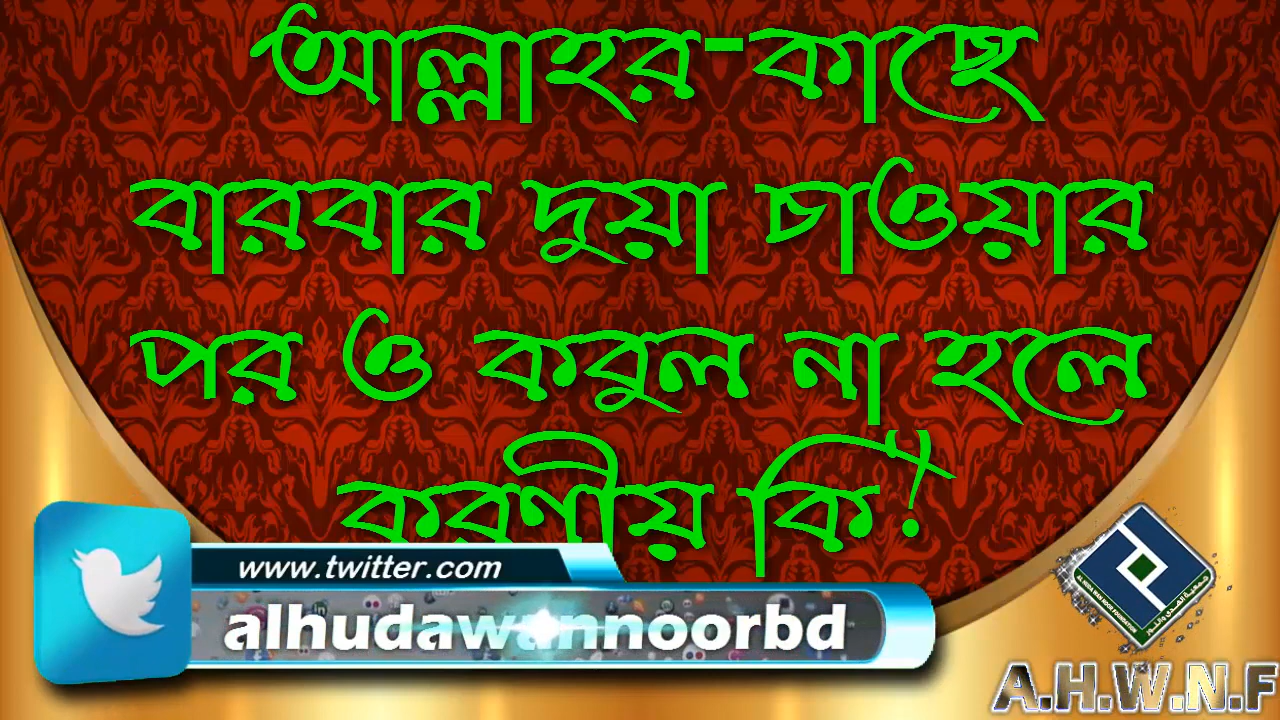 আল্লাহর-কাছে
বারবার দুয়া চাওয়ার
পর ও কবুল না হলে
করণীয় কি!
www.twitter.com
alhudawannoorbd
A.H.W.N.F